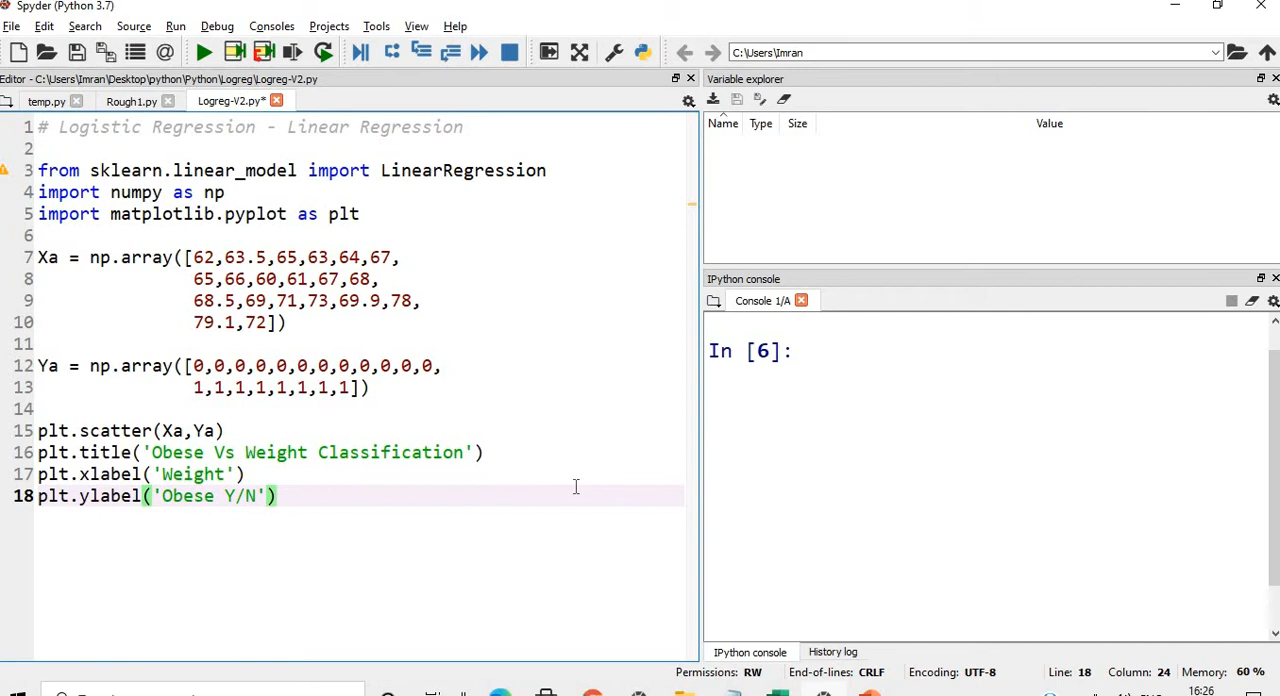 Spyder (Python 3.7)
File Edit Search Source Run Debug Consoles Projects Tools View Help
C:\Users\Imran
Editor - C:\Users\Imran\Desktop\python\Python\Logreg\Logreg-V2.py
temp.py Rough1.py Logreg-V2.py*
1 # Logistic Regression - Linear Regression
2
3 from sklearn.linear_model import LinearRegression
4 import numpy as np
5 import matplotlib.pyplot as plt
6
7 Xa = np.array([62,63.5,65,63,64,67,
8 65,66,60,61,67,68,
9 68.5,69,71,73,69.9,78,
10 79.1,72])
11
12 Ya = np.array([0,0,0,0,0,0,0,0,0,0,0,0,
13 1,1,1,1,1,1,1,1])
14
15 plt.scatter(Xa,Ya)
16 plt.title('Obese Vs Weight Classification')
17 plt.xlabel('Weight')
18 plt.ylabel('Obese Y/N')
Variable explorer
Name Type Size Value
IPython console
Console 1/A
In [6]:
IPython console History log
Permissions: RW End-of-lines: CRLF Encoding: UTF-8 Line: 18 Column: 24 Memory: 60 %
16:26